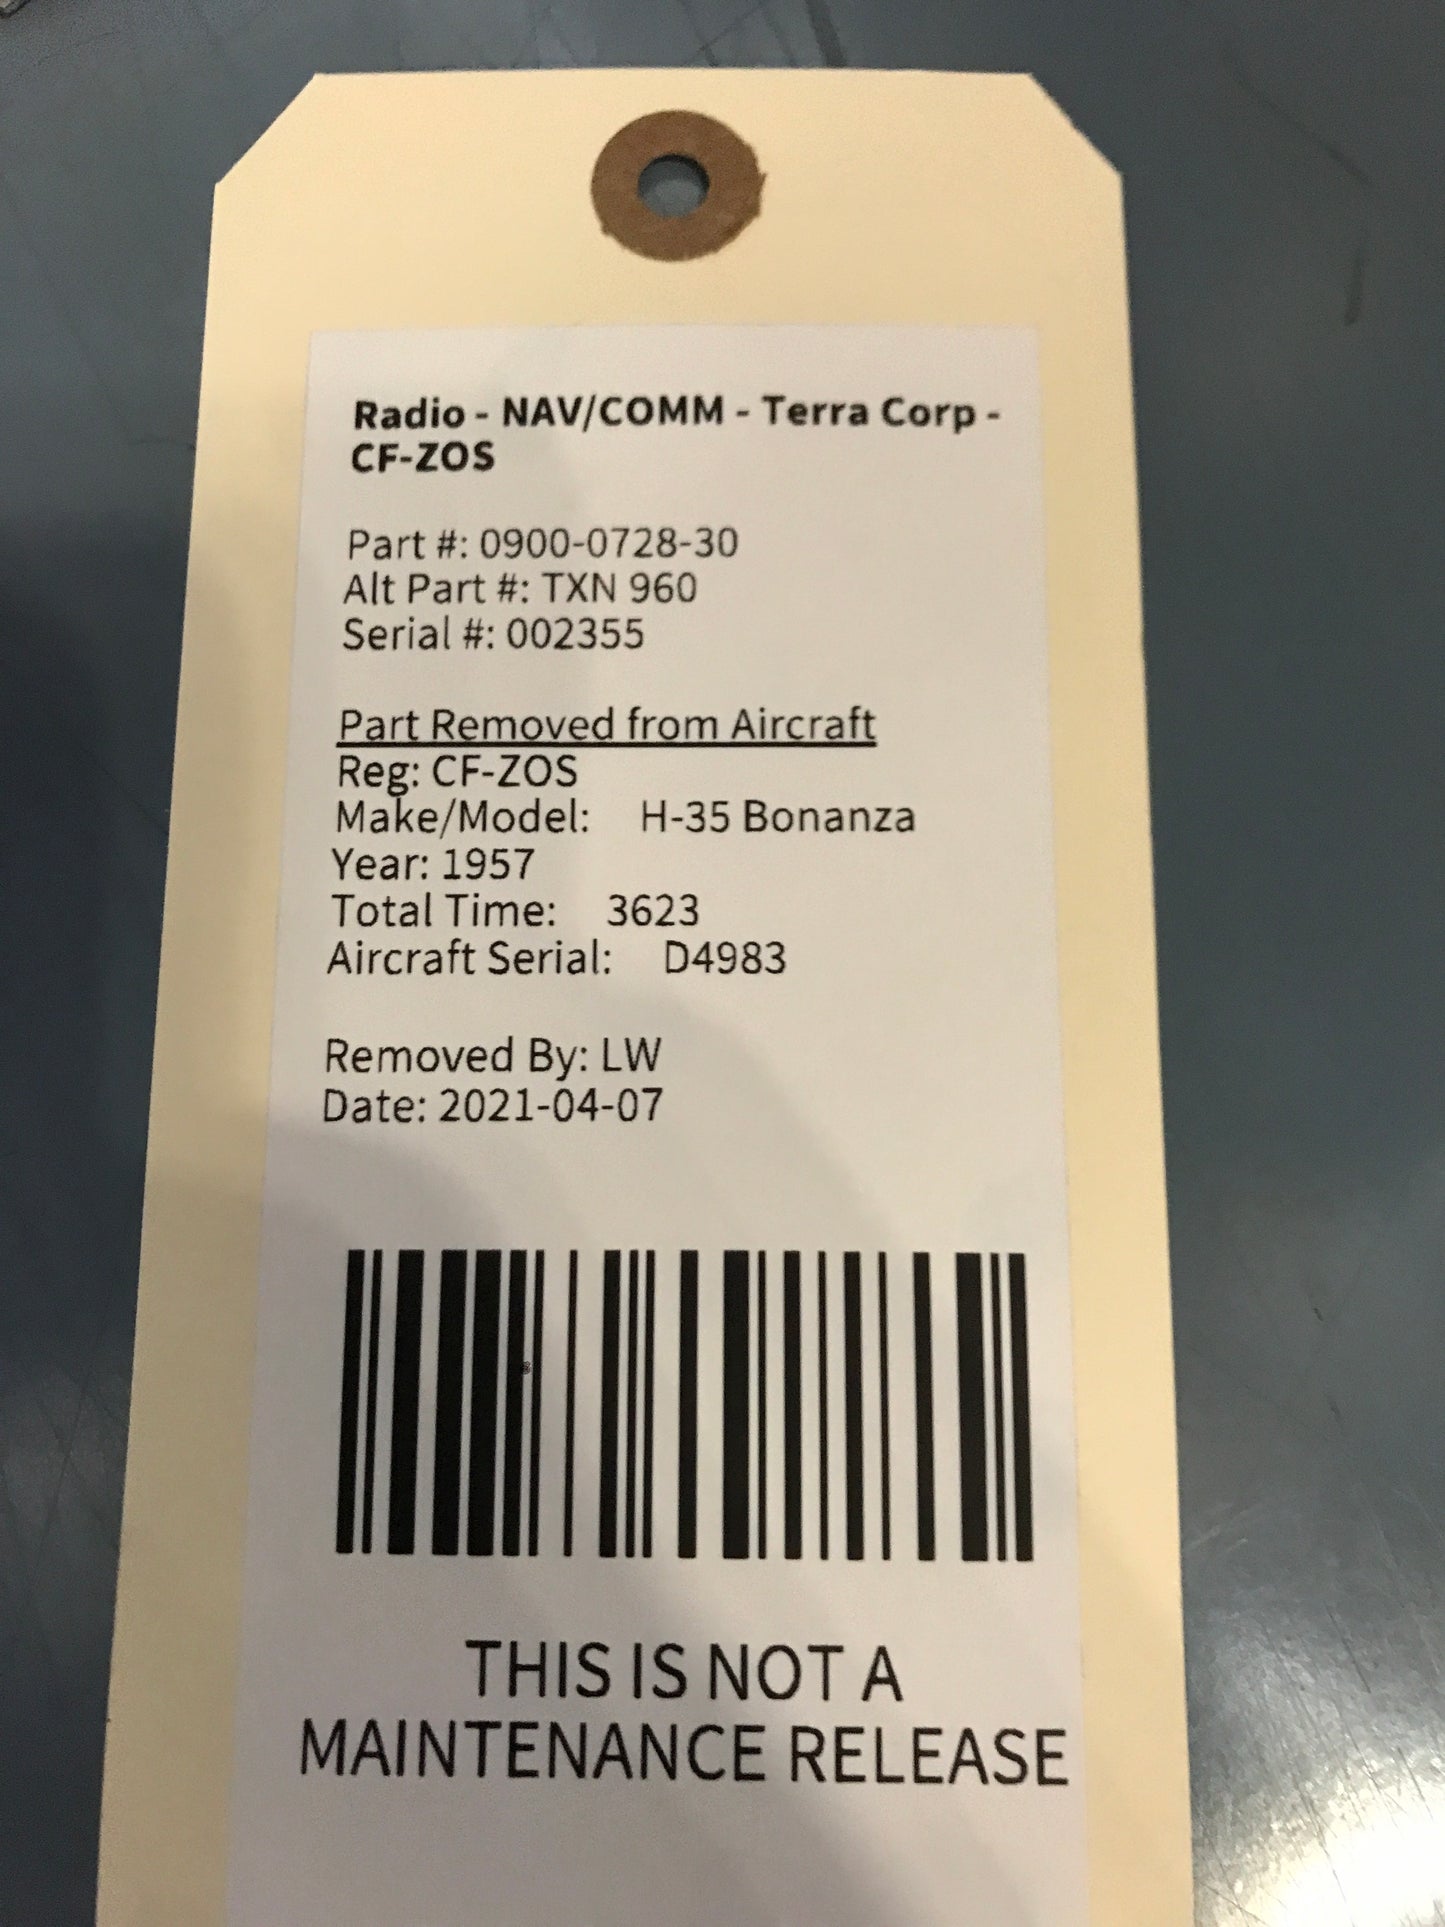 Radio - NAV/COMM - Terra Corp -
CF-ZOS
Part #: 0900-0728-30
Alt Part #: TXN 960
Serial #: 002355
Part Removed from Aircraft
Reg: CF-ZOS
Make/Model: H-35 Bonanza
Year: 1957
Total Time: 3623
Aircraft Serial: D4983
Removed By: LW
Date: 2021-04-07
THIS IS NOT A
MAINTENANCE RELEASE